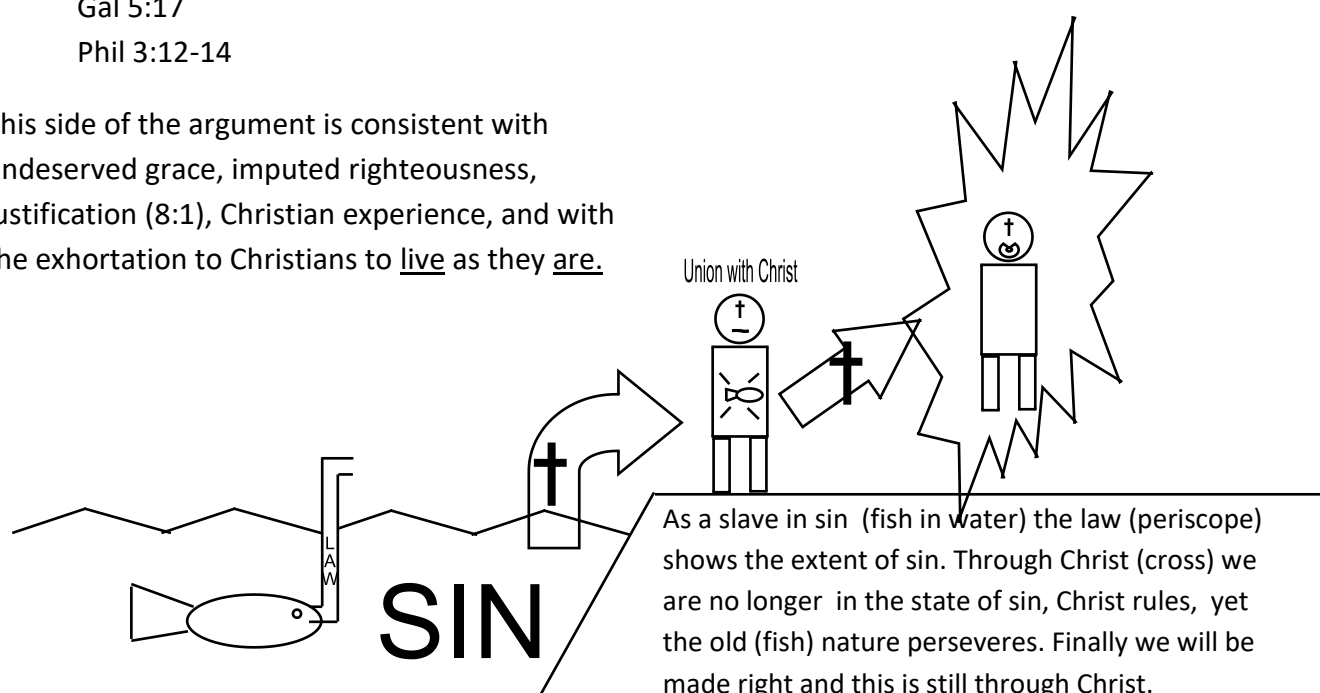 Gal 5:17
Phil 3:12-14
his side of the argument is consistent with
ndeserved grace, imputed righteousness,
ustification (8:1), Christian experience, and with
he exhortation to Christians to live as they are.
Union with Christ
LAW
SIN
As a slave in sin (fish in water) the law (periscope)
shows the extent of sin. Through Christ (cross) we
are no longer in the state of sin, Christ rules, yet
the old (fish) nature perseveres. Finally we will be
made right and this is still through Christ.